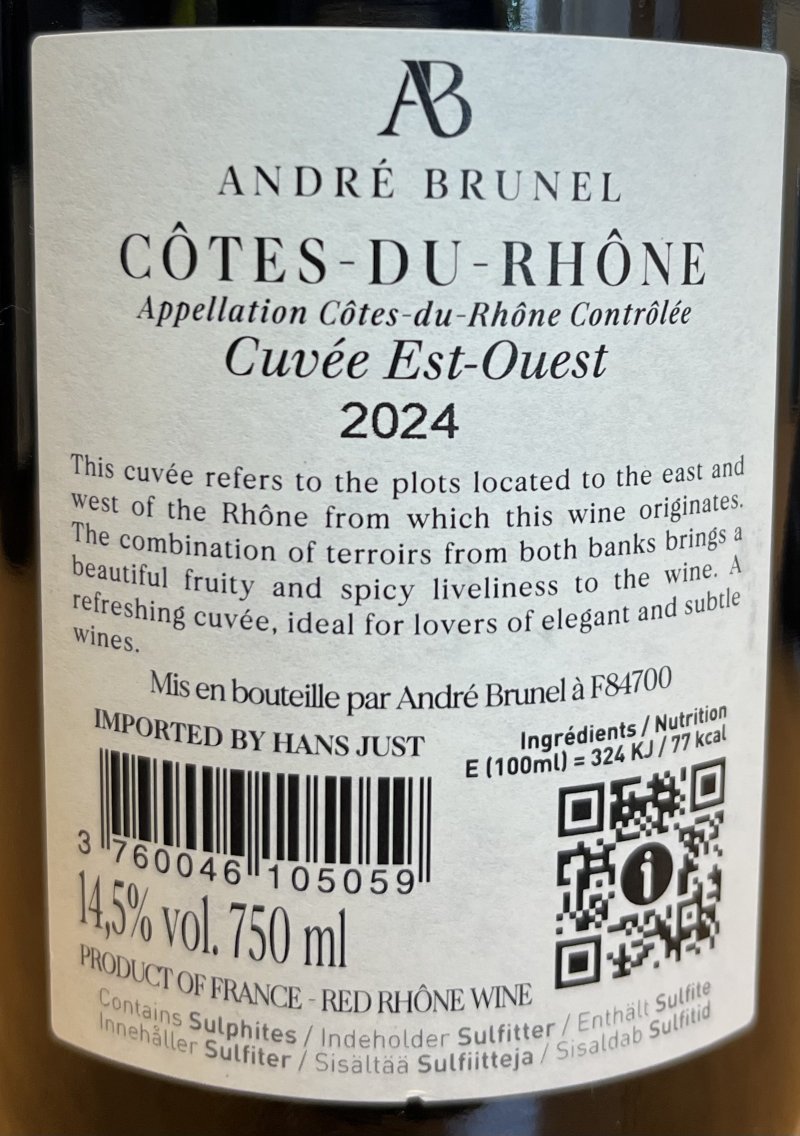 AB
ANDRÉ BRUNEL
CÔTES-DU-RHÔNE
Appellation Côtes-du-Rhône Contrôlée
Cuvée Est-Ouest
2024
This cuvée refers to the plots located to the east and
west of the Rhône from which this wine originates.
The combination of terroirs from both banks brings a
beautiful fruity and spicy liveliness to the wine. A
refreshing cuvée, ideal for lovers of elegant and subtle
wines.
Mis en bouteille par André Brunel à F84700
IMPORTED BY HANS JUST
Ingrédients / Nutrition
E (100ml) = 324 KJ / 77 kcal
3 760046 105059
i
14,5% vol. 750 ml
PRODUCT OF FRANCE - RED RHÔNE WINE
Contains Sulphites / Indeholder Sulfitter / Enthält Sulfite
Innehåller Sulfiter / Sisältää Sulfiitteja / Sisaldab Sulfitid